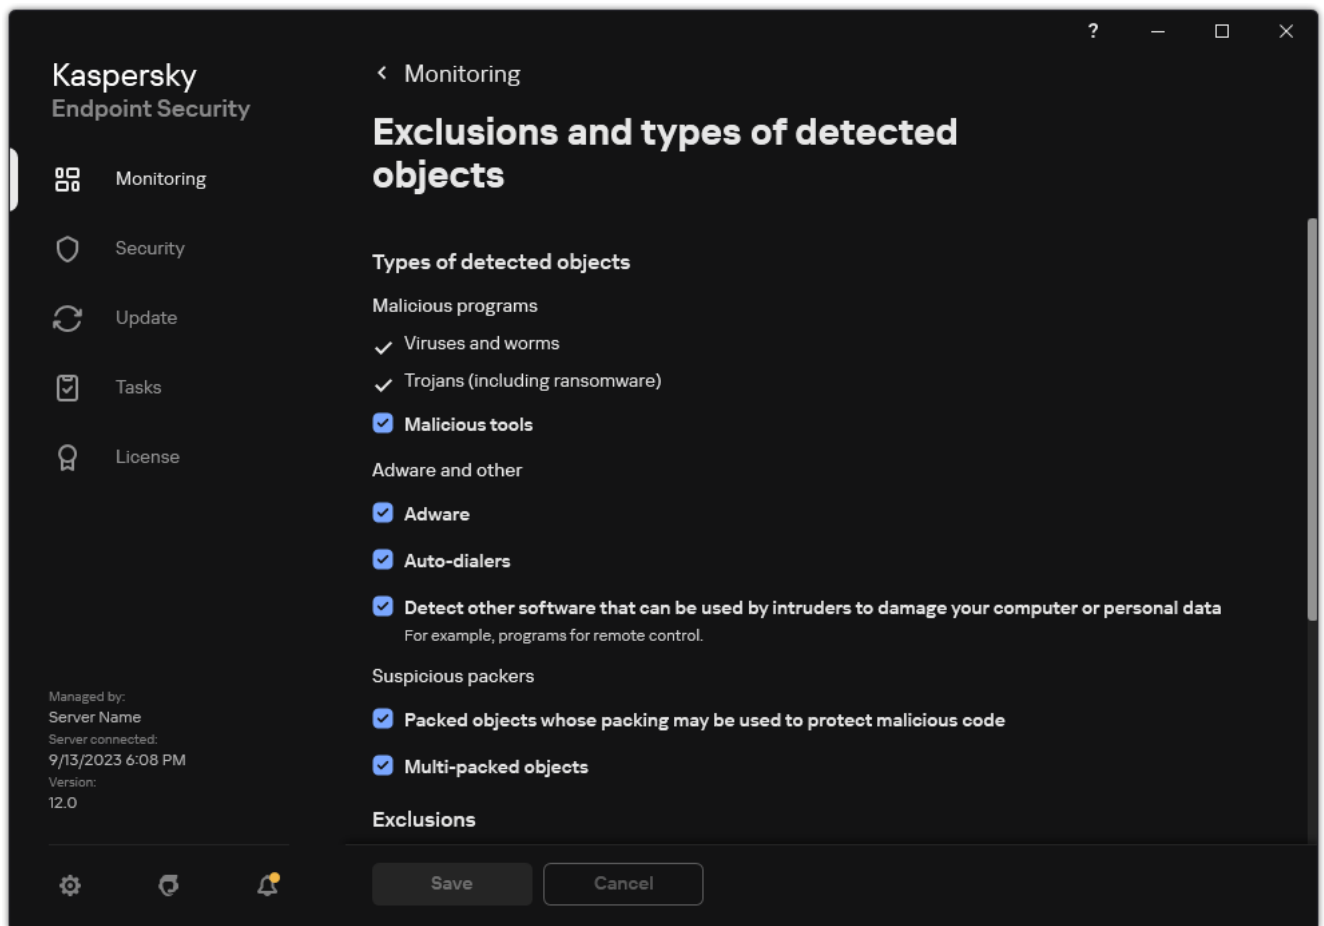 ?
Kaspersky
Endpoint Security
Monitoring
Security
Update
Tasks
License
Managed by:
Server Name
Server connected:
9/13/2023 6:08 PM
Version:
12.0
Monitoring
Exclusions and types of detected
objects
Types of detected objects
Malicious programs
Viruses and worms
Trojans (including ransomware)
Malicious tools
Adware and other
Adware
Auto-dialers
Detect other software that can be used by intruders to damage your computer or personal data
For example, programs for remote control.
Suspicious packers
Packed objects whose packing may be used to protect malicious code
Multi-packed objects
Exclusions
Save
Cancel